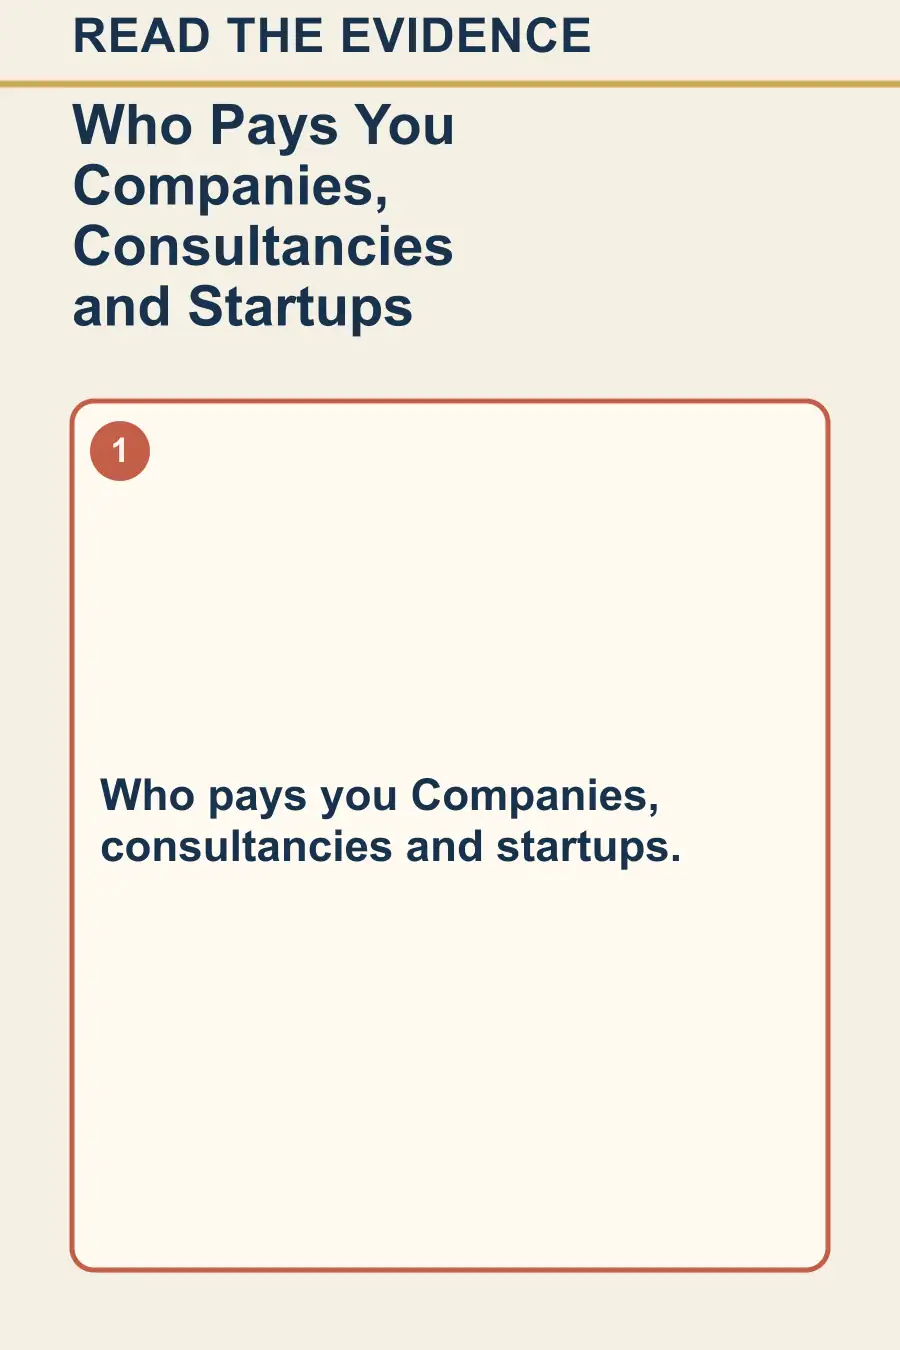 READ THE EVIDENCE
Who Pays You
Companies,
Consultancies
and Startups
1
Who pays you Companies,
consultancies and startups.